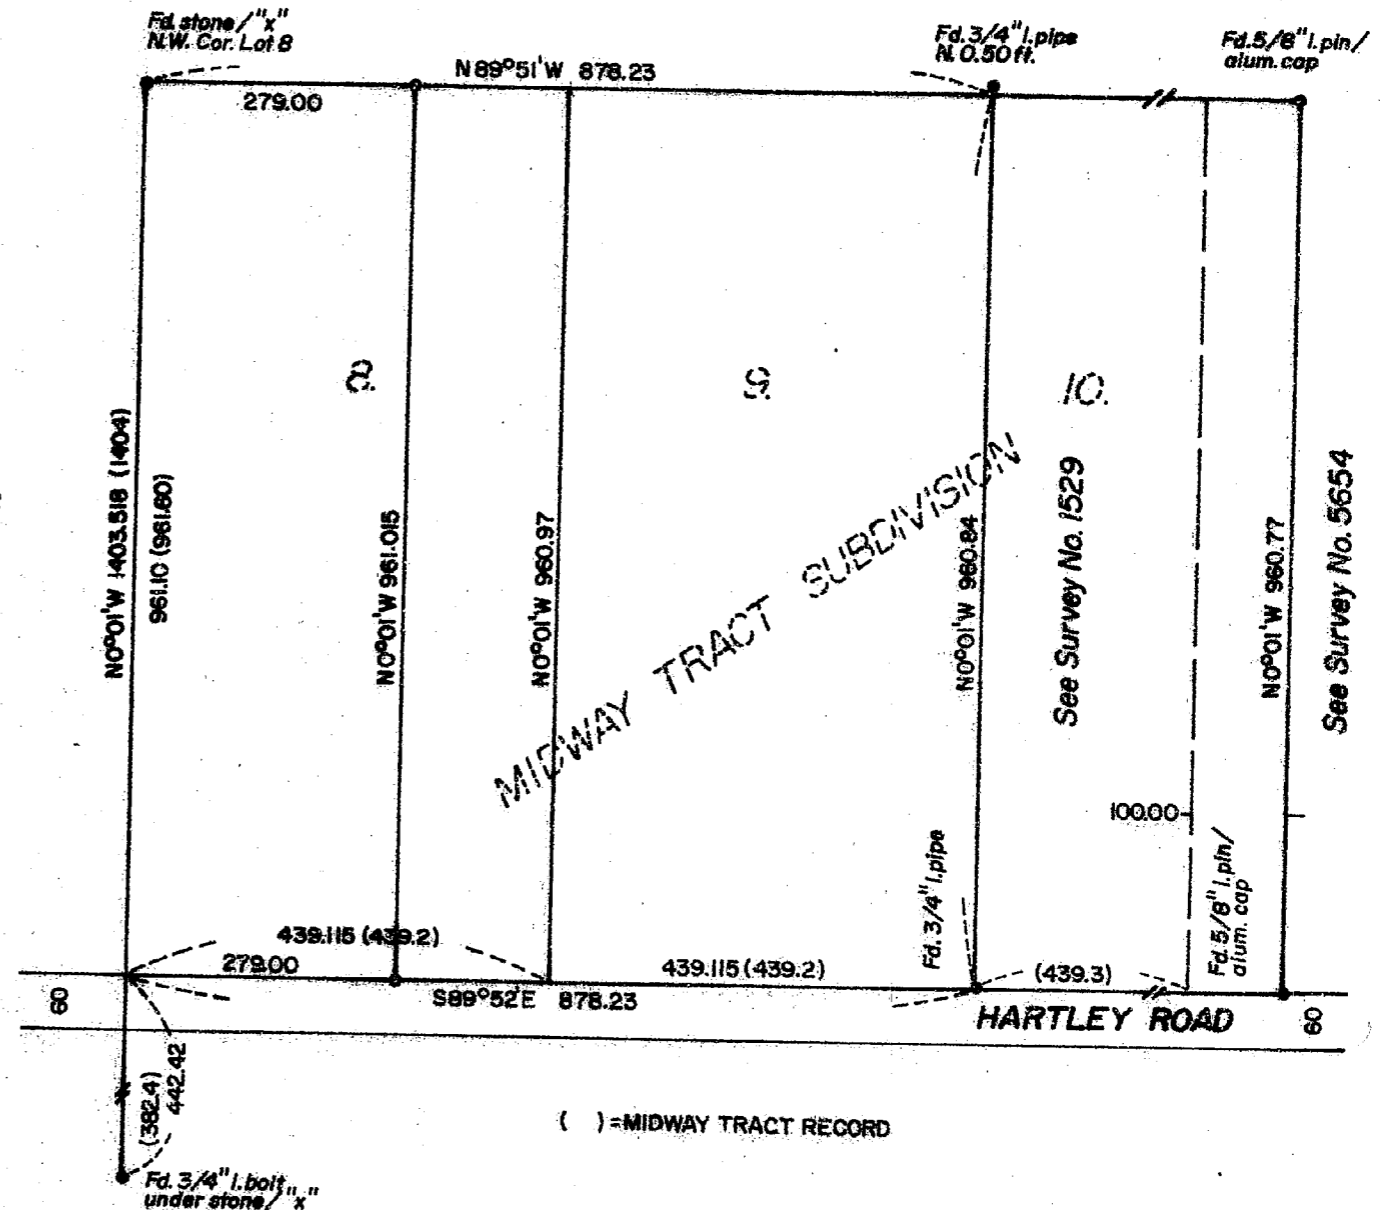 Fd. stone/"x"
N.W. Cor. Lot 8
N89°51'W 878.23
Fd. 3/4" I.pipe
N. 0.50 ft.
Fd. 5/8" I.pin/
alum. cap
279.00
8.
9.
10.
N0°01'W 1403.518 (1404)
961.10 (961.60)
N0°01'W 961.015
N0°01'W 960.97
MIDWAY TRACT SUBDIVISION
N0°01'W 960.84
See Survey No. 1529
N0°01'W 960.77
See Survey No. 5654
100.00
Fd. 3/4" I.pipe
Fd. 5/8" I.pin/
alum. cap
439.115 (439.2)
279.00
439.115 (439.2)
(439.3)
S89°52'E 878.23
60
HARTLEY ROAD
60
(382.4)
442.42
( )=MIDWAY TRACT RECORD
Fd. 3/4" I.bolt
under stone/"x"